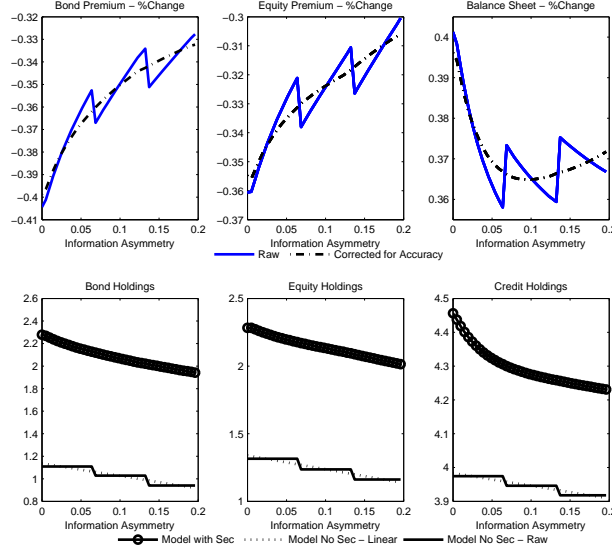 Bond Premium – %Change
Equity Premium – %Change
Balance Sheet – %Change
−0.32
−0.33
−0.34
−0.35
−0.36
−0.37
−0.38
−0.39
−0.4
−0.41
0 0.05 0.1 0.15 0.2
Information Asymmetry
−0.3
−0.31
−0.32
−0.33
−0.34
−0.35
−0.36
−0.37
0 0.05 0.1 0.15 0.2
Information Asymmetry
0.4
0.39
0.38
0.37
0.36
0 0.05 0.1 0.15 0.2
Information Asymmetry
Raw
Corrected for Accuracy
Bond Holdings
Equity Holdings
Credit Holdings
2.6
2.4
2.2
2
1.8
1.6
1.4
1.2
1
0.8
0 0.05 0.1 0.15 0.2
Information Asymmetry
2.5
2
1.5
1
0 0.05 0.1 0.15 0.2
Information Asymmetry
4.5
4.4
4.3
4.2
4.1
4
3.9
0 0.05 0.1 0.15 0.2
Information Asymmetry
Model with Sec
Model No Sec – Linear
Model No Sec – Raw